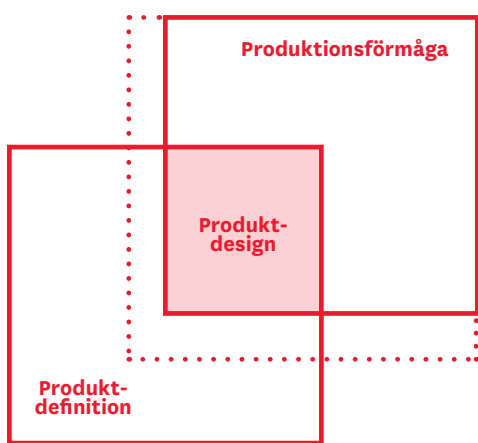 Produktionsförmåga
Produkt-
design
Produkt-
definition